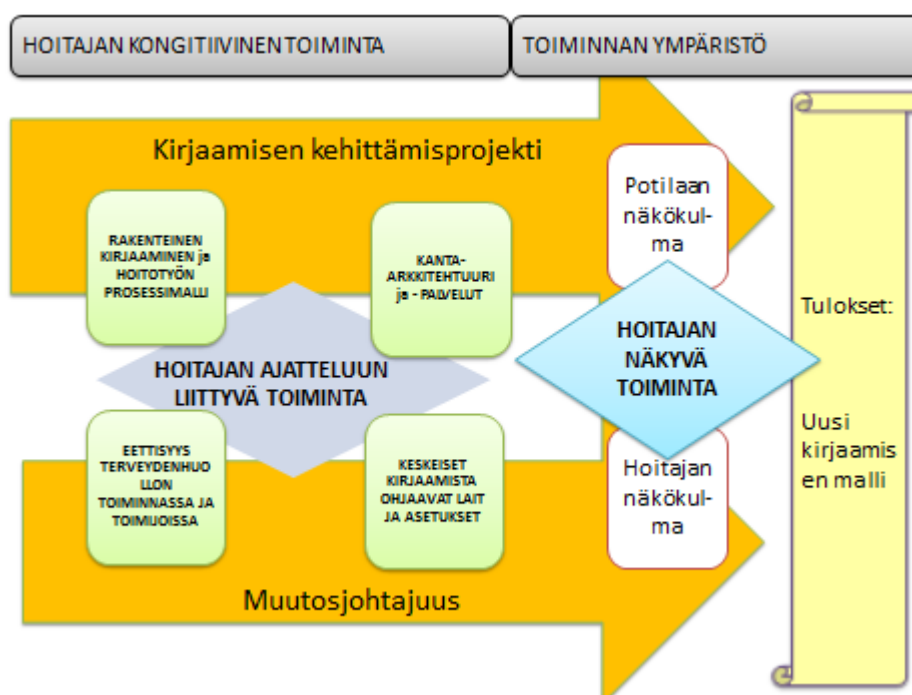 HOITAJAN KONGITIIVINEN TOIMINTA
TOIMINNAN YMPÄRISTÖ
Kirjaamisen kehittämisprojekti
RAKENTEINEN
KIRJAAMINEN ja
HOITOTYÖN
PROSESSIMALLI
KANTA-
ARKKITEHTUURI
ja - PALVELUT
Potilaan
näkökul-
ma
HOITAJAN AJATTELUUN
LIITTYVÄ TOIMINTA
HOITAJAN
NÄKYVÄ
TOIMINTA
Tulokset:
Uusi
kirjaamis
en malli
EETTISYYS
TERVEYDENHUO
LLON
TOIMINNASSA JA
TOIMIJOISSA
KESKEISET
KIRJAAMISTA
OHJAAVAT LAIT
JA ASETUKSET
Hoitajan
näkökul-
ma
Muutosjohtajuus